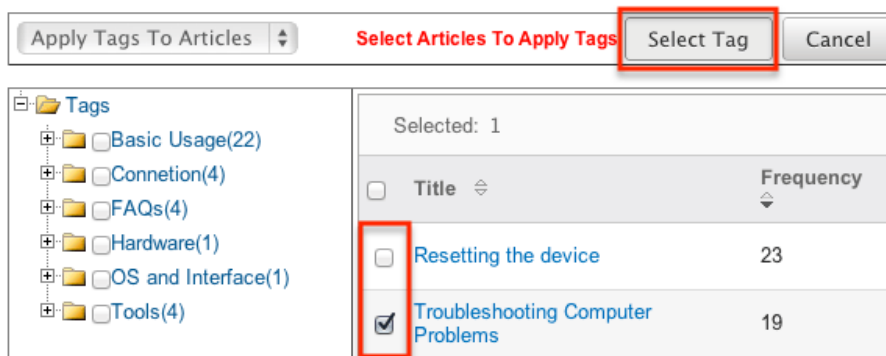 Apply Tags To Articles Select Articles To Apply Tags Select Tag Cancel
Tags
Basic Usage(22)
Connetion(4)
FAQs(4)
Hardware(1)
OS and Interface(1)
Tools(4)
Selected: 1
Title Frequency
Resetting the device 23
Troubleshooting Computer
Problems 19